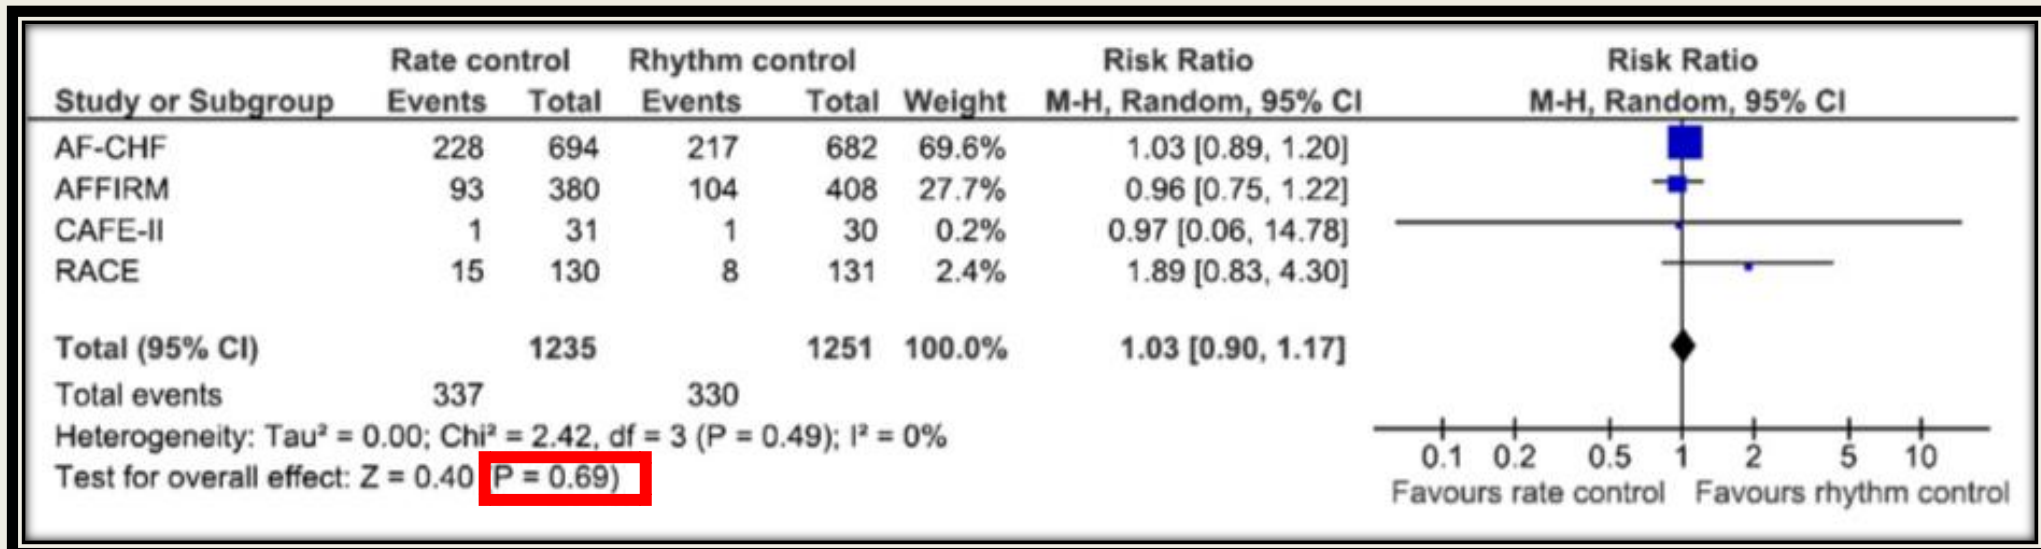 Rate control Rhythm control Risk Ratio Risk Ratio
Study or Subgroup Events Total Events Total Weight M-H, Random, 95% CI M-H, Random, 95% CI
AF-CHF 228 694 217 682 69.6% 1.03 [0.89, 1.20]
AFFIRM 93 380 104 408 27.7% 0.96 [0.75, 1.22]
CAFE-II 1 31 1 30 0.2% 0.97 [0.06, 14.78]
RACE 15 130 8 131 2.4% 1.89 [0.83, 4.30]
Total (95% CI) 1235 1251 100.0% 1.03 [0.90, 1.17]
Total events 337 330
Heterogeneity: Tau² = 0.00; Chi² = 2.42, df = 3 (P = 0.49); I² = 0%
Test for overall effect: Z = 0.40 P = 0.69)
0.1 0.2 0.5 1 2 5 10
Favours rate control Favours rhythm control